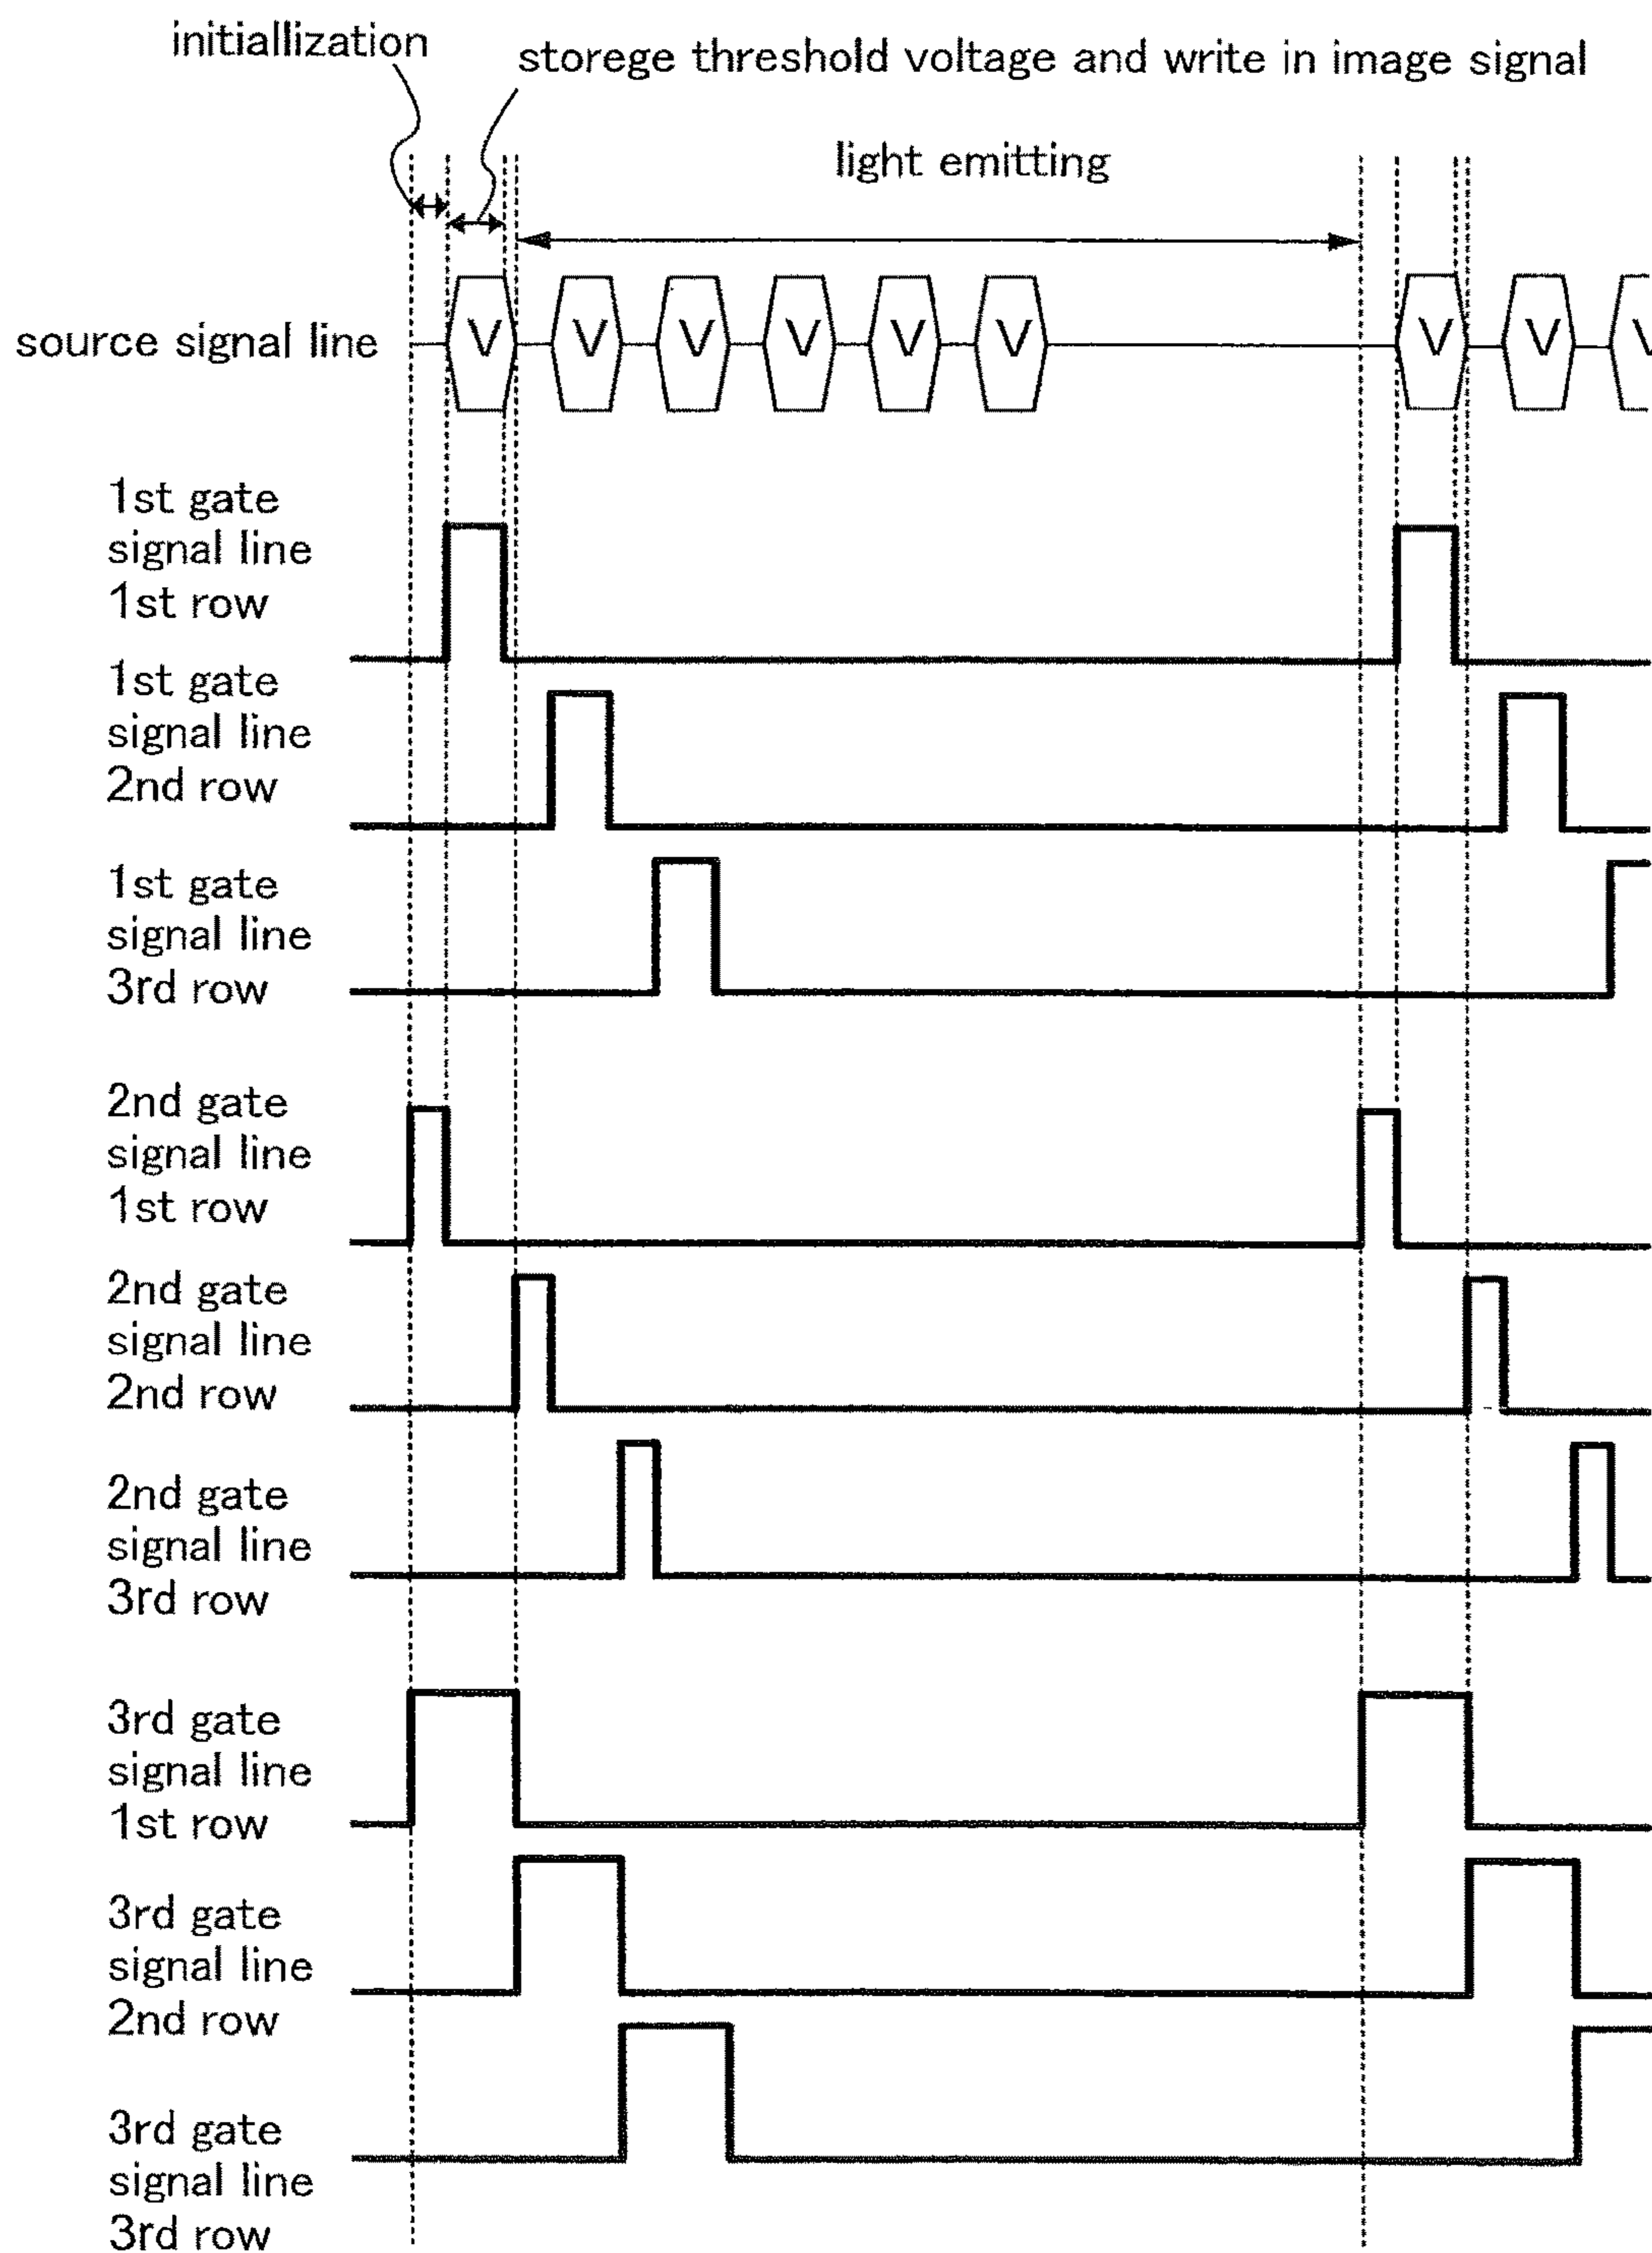 initiallization
storege threshold voltage and write in image signal
light emitting
source signal line
V V V V V V V V V
1st gate
signal line
1st row
1st gate
signal line
2nd row
1st gate
signal line
3rd row
2nd gate
signal line
1st row
2nd gate
signal line
2nd row
2nd gate
signal line
3rd row
3rd gate
signal line
1st row
3rd gate
signal line
2nd row
3rd gate
signal line
3rd row